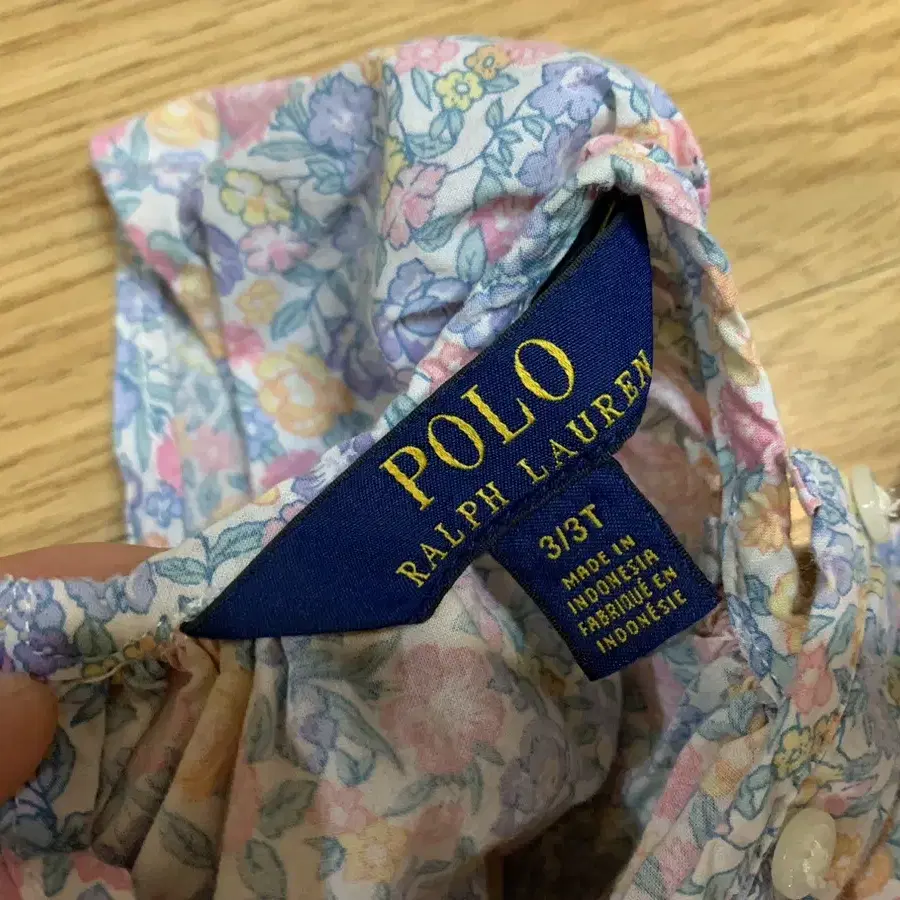 POLO
RALPH LAUREN
3/3T
MADE IN
INDONESIA
FABRIQUÉ EN
INDONÉSIE